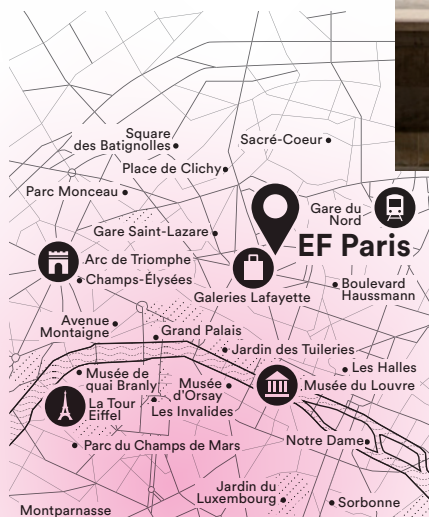 Square
des Batignolles
Sacré-Coeur
Place de Clichy
Parc Monceau
Gare du
Nord
Gare Saint-Lazare
EF Paris
Arc de Triomphe
Champs-Élysées
Boulevard
Haussmann
Galeries Lafayette
Avenue
Montaigne
Grand Palais
Jardin des Tuileries
Les Halles
Musée de
quai Branly
Musée
d'Orsay
Musée du Louvre
La Tour
Eiffel
Les Invalides
Notre Dame
Parc du Champs de Mars
Jardin du
Luxembourg
Sorbonne
Montparnasse